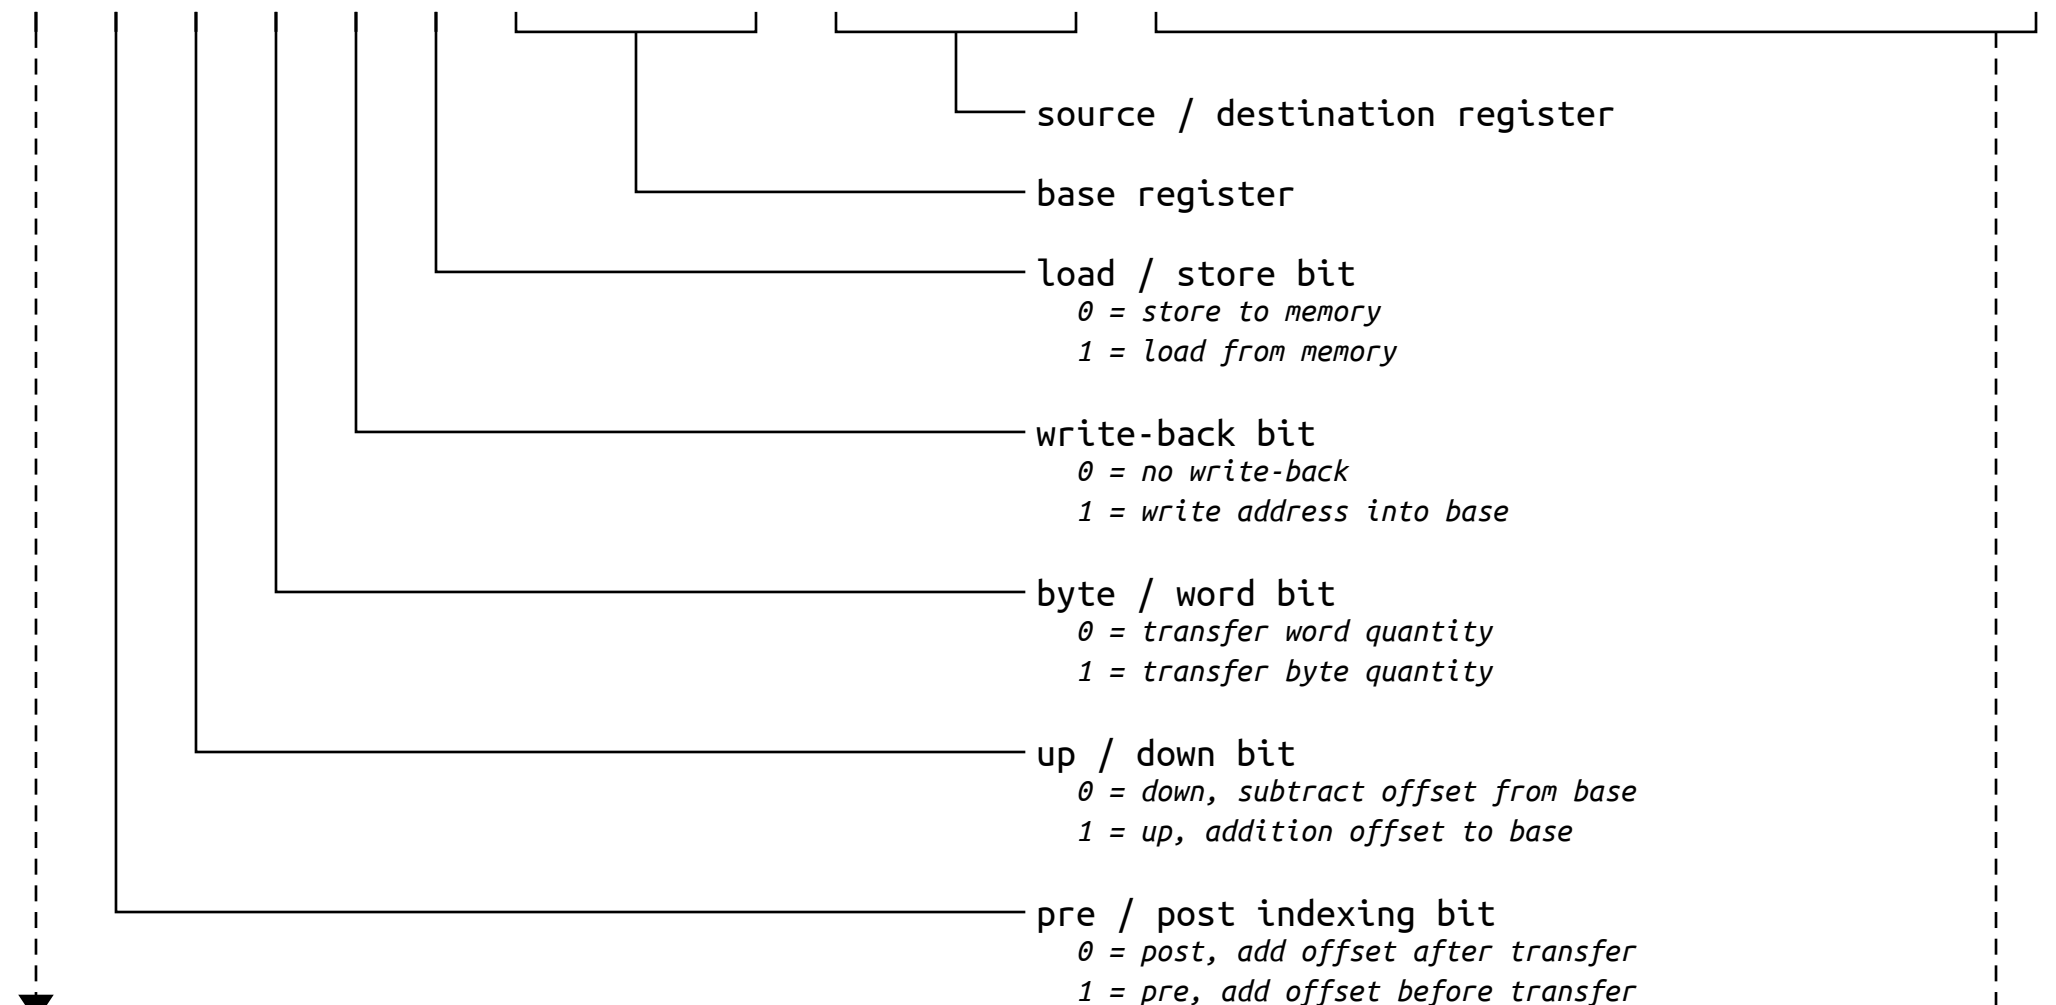 source / destination register
base register
load / store bit
0 = store to memory
1 = load from memory
write-back bit
0 = no write-back
1 = write address into base
byte / word bit
0 = transfer word quantity
1 = transfer byte quantity
up / down bit
0 = down, subtract offset from base
1 = up, addition offset to base
pre / post indexing bit
0 = post, add offset after transfer
1 = pre, add offset before transfer